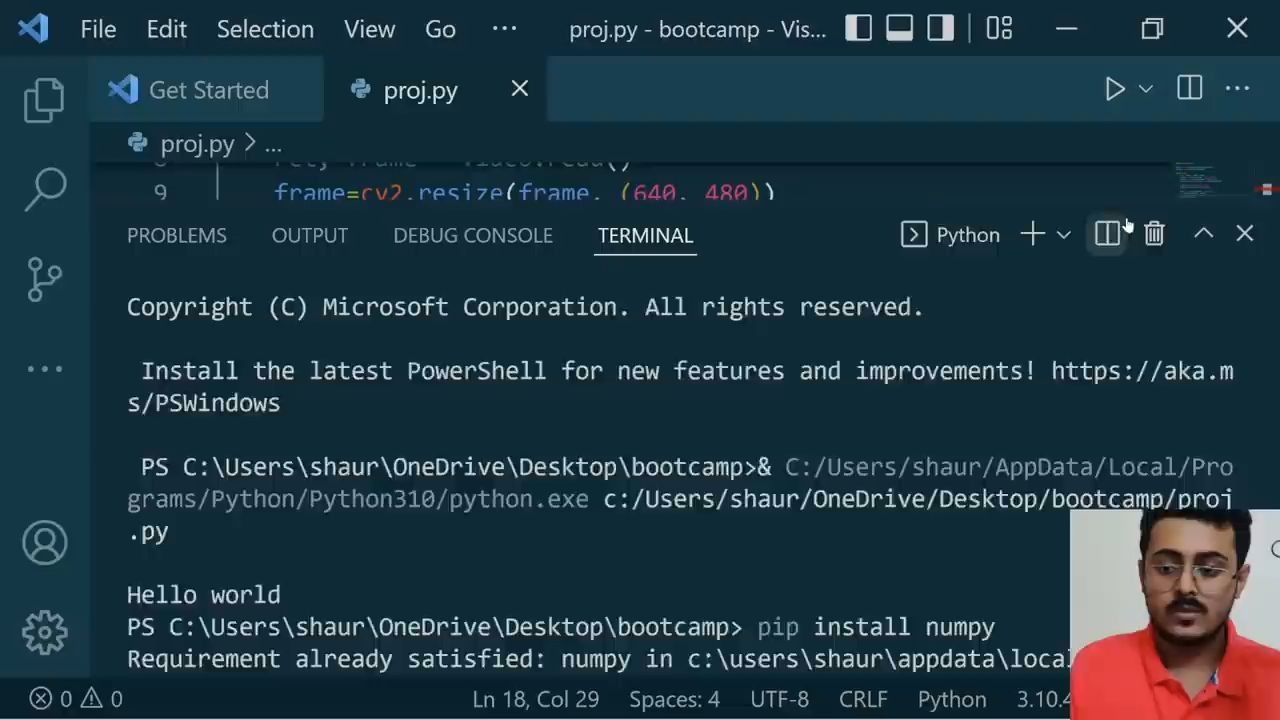 File Edit Selection View Go ... proj.py - bootcamp - Vis...
Get Started proj.py
proj.py > ...
9 frame=cv2.resize(frame, (640, 480))
PROBLEMS OUTPUT DEBUG CONSOLE TERMINAL Python
Copyright (C) Microsoft Corporation. All rights reserved.
Install the latest PowerShell for new features and improvements! https://aka.m
s/PSWindows
PS C:\Users\shaur\OneDrive\Desktop\bootcamp>& C:/Users/shaur/AppData/Local/Pro
grams/Python/Python310/python.exe c:/Users/shaur/OneDrive/Desktop/bootcamp/proj
.py
Hello world
PS C:\Users\shaur\OneDrive\Desktop\bootcamp> pip install numpy
Requirement already satisfied: numpy in c:\users\shaur\appdata\loca
0 0 Ln 18, Col 29 Spaces: 4 UTF-8 CRLF Python 3.10.4